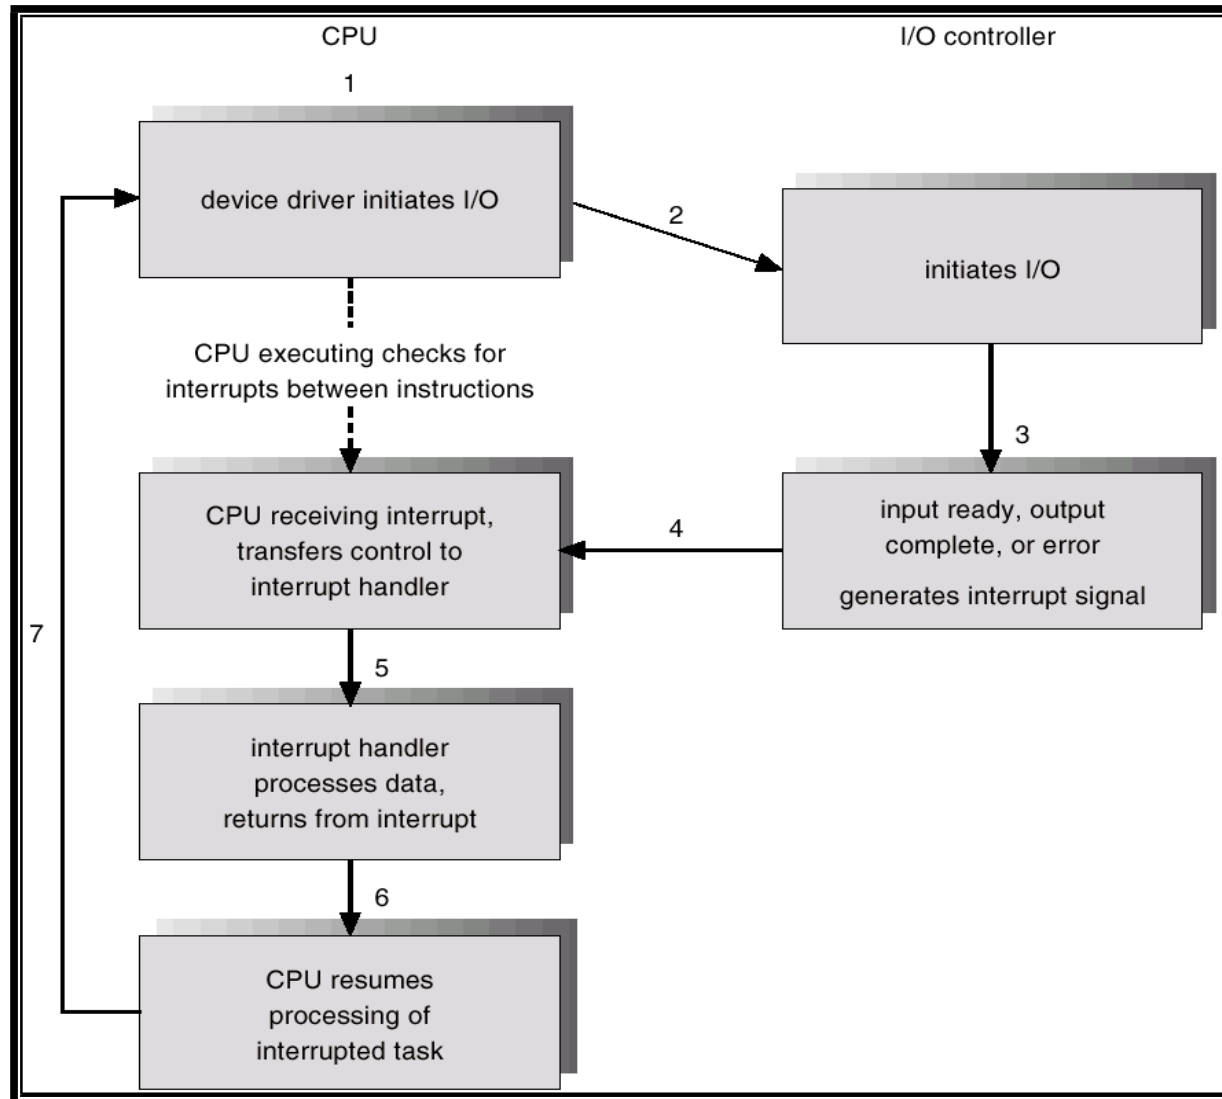 CPU
I/O controller
1
device driver initiates I/O
2
initiates I/O
CPU executing checks for
interrupts between instructions
3
CPU receiving interrupt,
transfers control to
interrupt handler
4
input ready, output
complete, or error
generates interrupt signal
7
5
interrupt handler
processes data,
returns from interrupt
6
CPU resumes
processing of
interrupted task